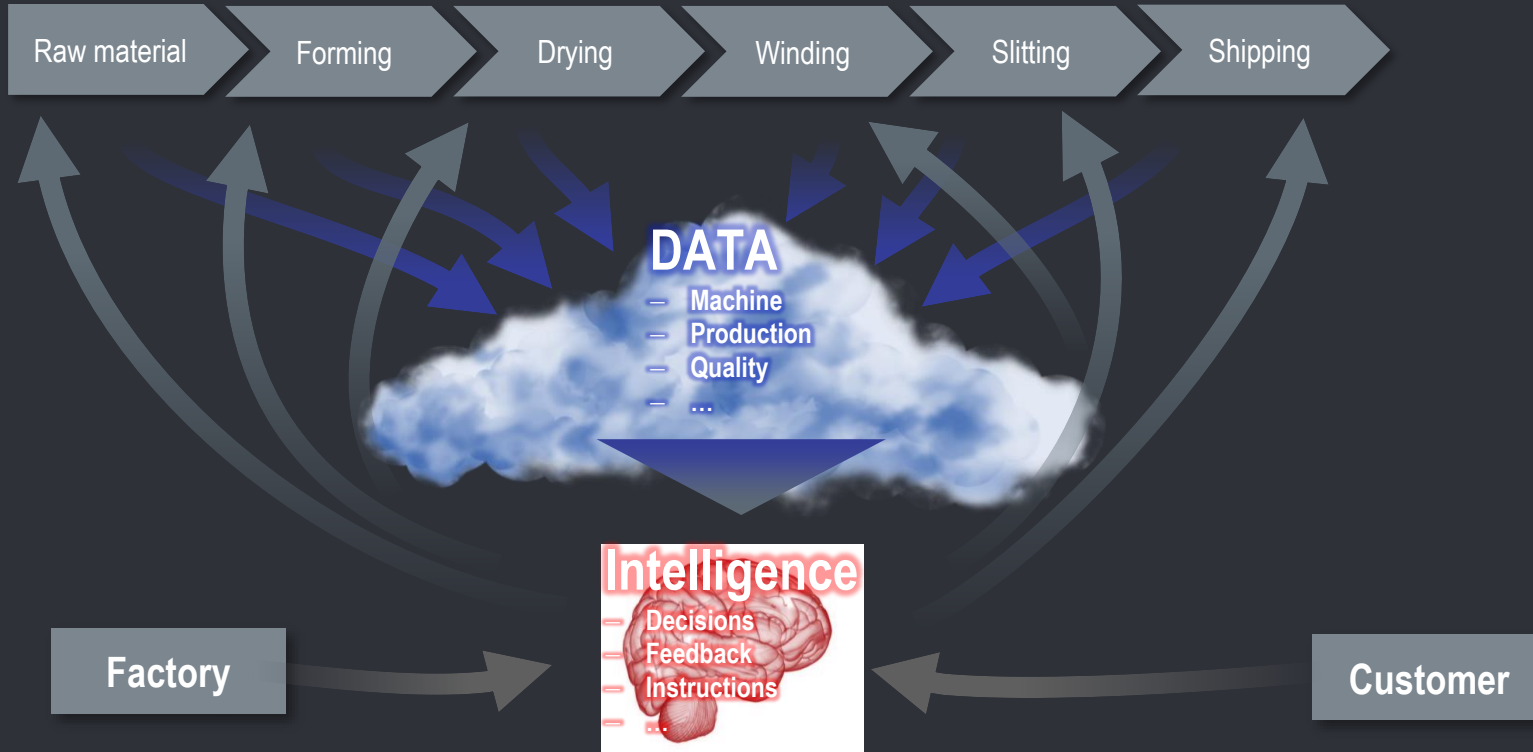 Raw material
Forming
Drying
Winding
Slitting
Shipping
DATA
– Machine
– Production
– Quality
– ...
Intelligence
– Decisions
– Feedback
– Instructions
– ...
Factory
Customer